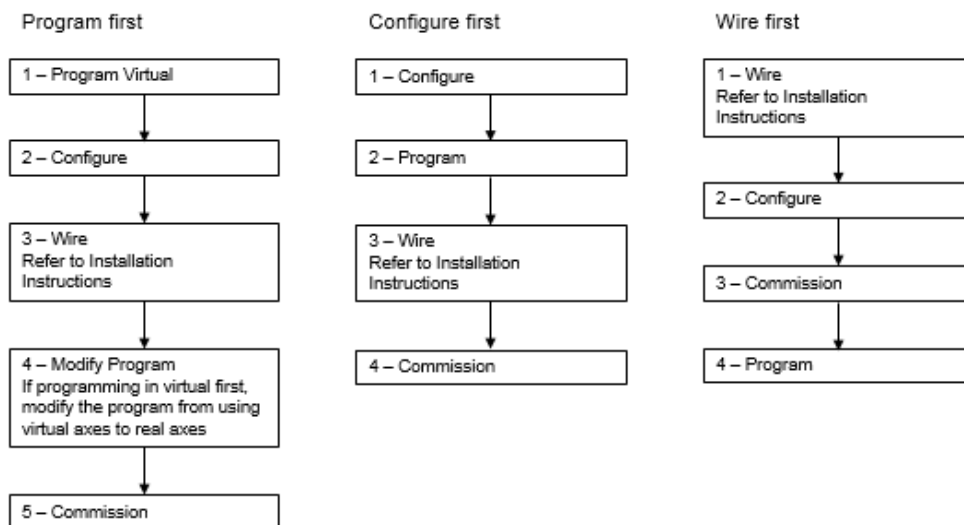 Program first
1 – Program Virtual
2 – Configure
3 – Wire
Refer to Installation
Instructions
4 – Modify Program
If programming in virtual first,
modify the program from using
virtual axes to real axes
5 – Commission
Configure first
1 – Configure
2 – Program
3 – Wire
Refer to Installation
Instructions
4 – Commission
Wire first
1 – Wire
Refer to Installation
Instructions
2 – Configure
3 – Commission
4 – Program